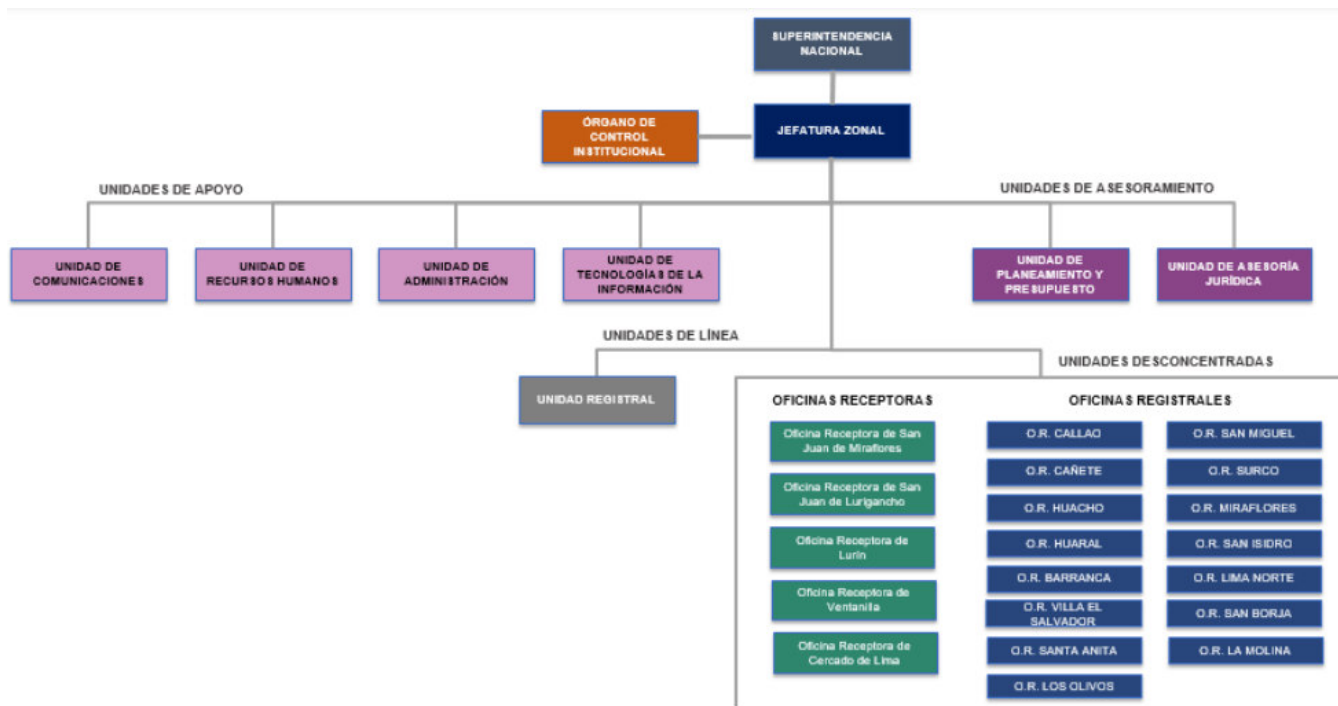 SUPERINTENDENCIA
NACIONAL
ÓRGANO DE
CONTROL
INSTITUCIONAL
JEFATURA ZONAL
UNIDADES DE APOYO
UNIDADES DE ASESORAMIENTO
UNIDAD DE
COMUNICACIONES
UNIDAD DE
RECURSOS HUMANOS
UNIDAD DE
ADMINISTRACIÓN
UNIDAD DE
TECNOLOGÍAS DE LA
INFORMACIÓN
UNIDAD DE
PLANEAMIENTO Y
PRESUPUESTO
UNIDAD DE ASESORÍA
JURÍDICA
UNIDADES DE LÍNEA
UNIDAD REGISTRAL
UNIDADES DESCONCENTRADAS
OFICINAS RECEPTORAS
Oficina Receptora de San
Juan de Miraflores
Oficina Receptora de San
Juan de Lurigancho
Oficina Receptora de
Lurín
Oficina Receptora de
Ventanilla
Oficina Receptora de
Cercado de Lima
OFICINAS REGISTRALES
O.R. CALLAO
O.R. CAÑETE
O.R. HUACHO
O.R. HUARAL
O.R. BARRANCA
O.R. VILLA EL
SALVADOR
O.R. SANTA ANITA
O.R. LOS OLIVOS
O.R. SAN MIGUEL
O.R. SURCO
O.R. MIRAFLORES
O.R. SAN ISIDRO
O.R. LIMA NORTE
O.R. SAN BORJA
O.R. LA MOLINA